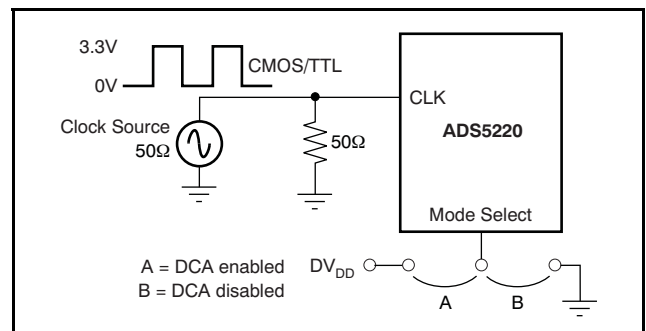 3.3V
CMOS/TTL
0V
CLK
Clock Source
50Ω
50Ω
ADS5220
Mode Select
A = DCA enabled
DVDD
B = DCA disabled
A
B